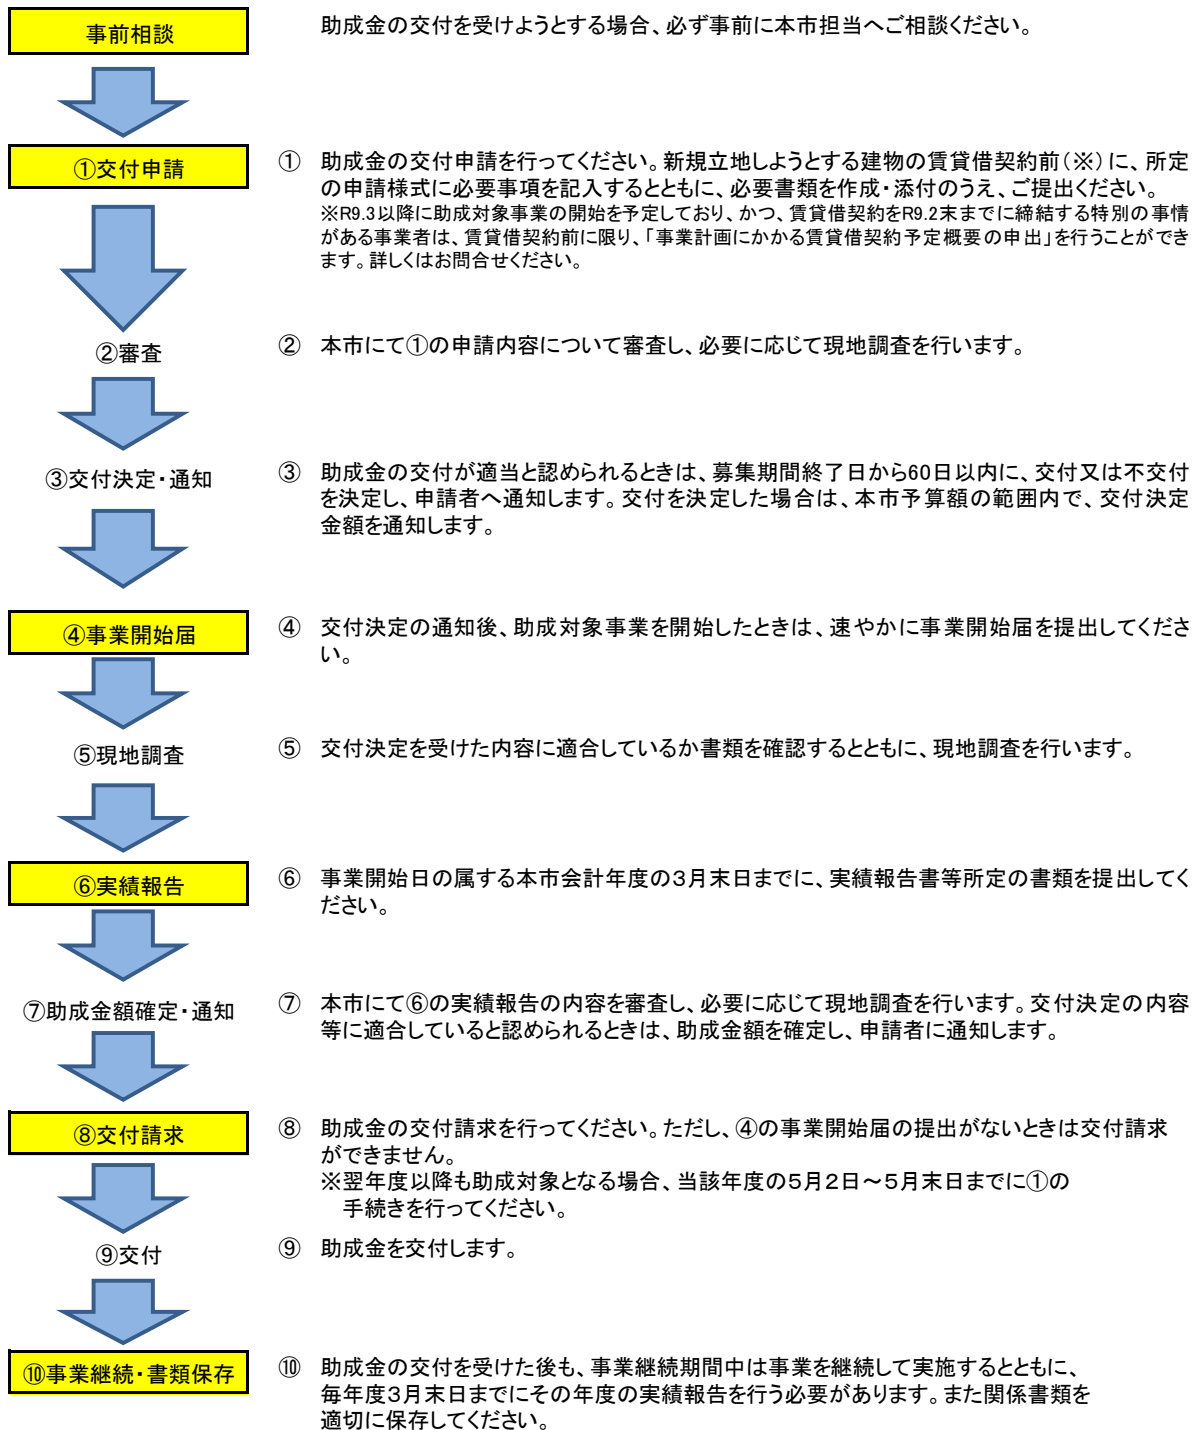 事前相談
助成金の交付を受けようとする場合、必ず事前に本市担当へご相談ください。
①交付申請
① 助成金の交付申請を行ってください。新規立地しようとする建物の賃貸借契約前(※)に、所定
の申請様式に必要事項を記入するとともに、必要書類を作成・添付のうえ、ご提出ください。
※R9.3以降に助成対象事業の開始を予定しており、かつ、賃貸借契約をR9.2末までに締結する特別の事情
がある事業者は、賃貸借契約前に限り、「事業計画にかかる賃貸借契約予定概要の申出」を行うことができ
ます。詳しくはお問合せください。
②審査
② 本市にて①の申請内容について審査し、必要に応じて現地調査を行います。
③交付決定・通知
③ 助成金の交付が適当と認められるときは、募集期間終了日から60日以内に、交付又は不交付
を決定し、申請者へ通知します。交付を決定した場合は、本市予算額の範囲内で、交付決定
金額を通知します。
④事業開始届
④ 交付決定の通知後、助成対象事業を開始したときは、速やかに事業開始届を提出してくださ
い。
⑤現地調査
⑤ 交付決定を受けた内容に適合しているか書類を確認するとともに、現地調査を行います。
⑥実績報告
⑥ 事業開始日の属する本市会計年度の3月末日までに、実績報告書等所定の書類を提出してく
ださい。
⑦助成金額確定・通知
⑦ 本市にて⑥の実績報告の内容を審査し、必要に応じて現地調査を行います。交付決定の内容
等に適合していると認められるときは、助成金額を確定し、申請者に通知します。
⑧交付請求
⑧ 助成金の交付請求を行ってください。ただし、④の事業開始届の提出がないときは交付請求
ができません。
※翌年度以降も助成対象となる場合、当該年度の5月2日～5月末日までに①の
手続きを行ってください。
⑨交付
⑨ 助成金を交付します。
⑩事業継続・書類保存
⑩ 助成金の交付を受けた後も、事業継続期間中は事業を継続して実施するとともに、
毎年度3月末日までにその年度の実績報告を行う必要があります。また関係書類を
適切に保存してください。